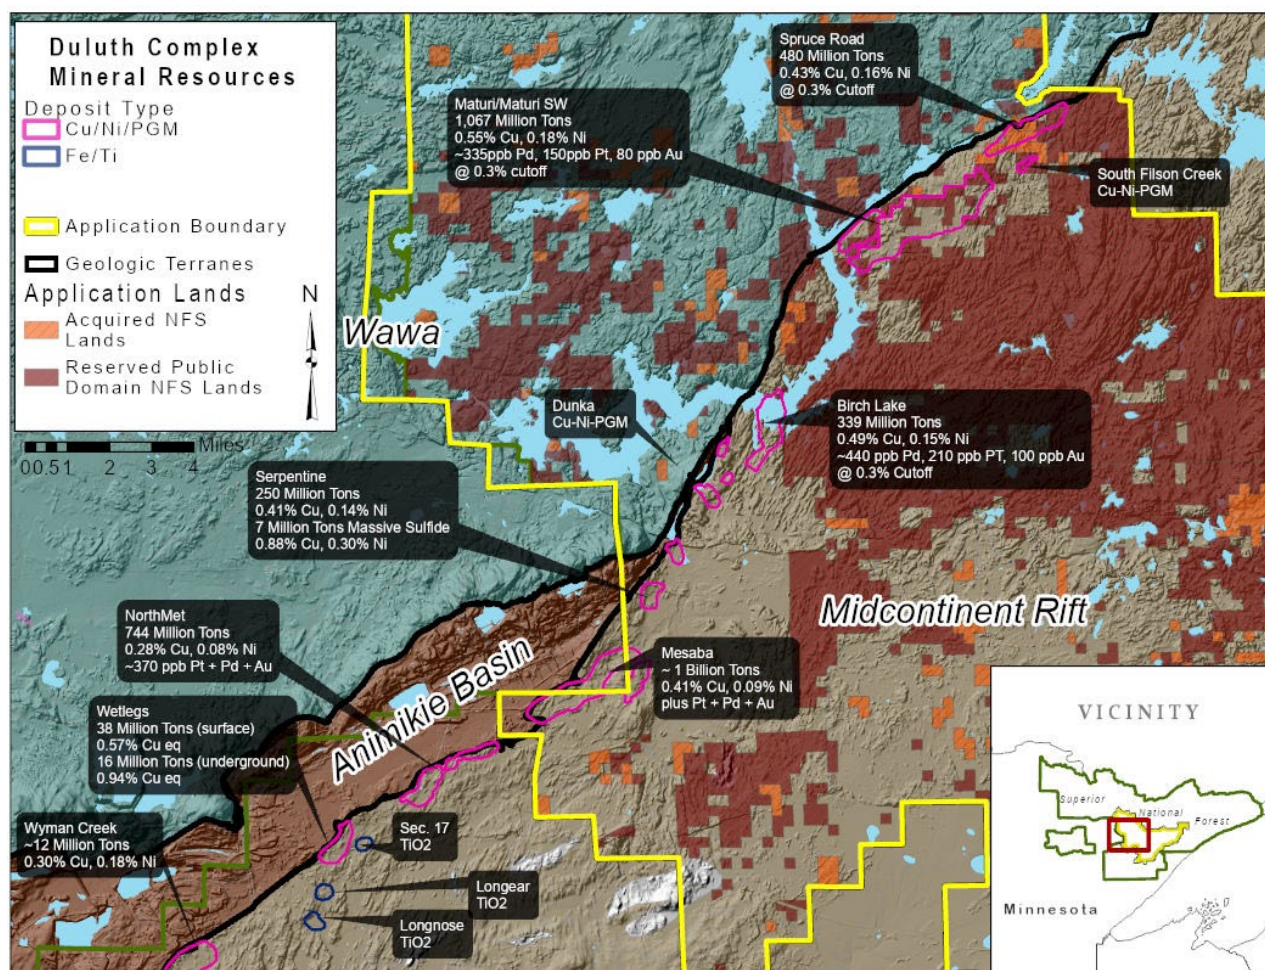 Duluth Complex
Mineral Resources
Deposit Type
Cu/Ni/PGM
Fe/Ti
Application Boundary
Geologic Terranes
Application Lands
N
Acquired NFS
Lands
Reserved Public
Domain NFS Lands
Miles
0 0.5 1 2 3 4
Spruce Road
480 Million Tons
0.43% Cu, 0.16% Ni
@ 0.3% Cutoff
Maturi/Maturi SW
1,067 Million Tons
0.55% Cu, 0.18% Ni
~335ppb Pd, 150ppb Pt, 80 ppb Au
@ 0.3% cutoff
South Filson Creek
Cu-Ni-PGM
Wawa
Dunka
Cu-Ni-PGM
Birch Lake
339 Million Tons
0.49% Cu, 0.15% Ni
~440 ppb Pd, 210 ppb PT, 100 ppb Au
@ 0.3% Cutoff
Serpentine
250 Million Tons
0.41% Cu, 0.14% Ni
7 Million Tons Massive Sulfide
0.88% Cu, 0.30% Ni
Midcontinent Rift
NorthMet
744 Million Tons
0.28% Cu, 0.08% Ni
~370 ppb Pt + Pd + Au
Animikie Basin
Mesaba
~ 1 Billion Tons
0.41% Cu, 0.09% Ni
plus Pt + Pd + Au
Wetlegs
38 Million Tons (surface)
0.57% Cu eq
16 Million Tons (underground)
0.94% Cu eq
Wyman Creek
~12 Million Tons
0.30% Cu, 0.18% Ni
Sec. 17
TiO2
Longear
TiO2
Longnose
TiO2
VICINITY
Superior
National
Forest
Minnesota